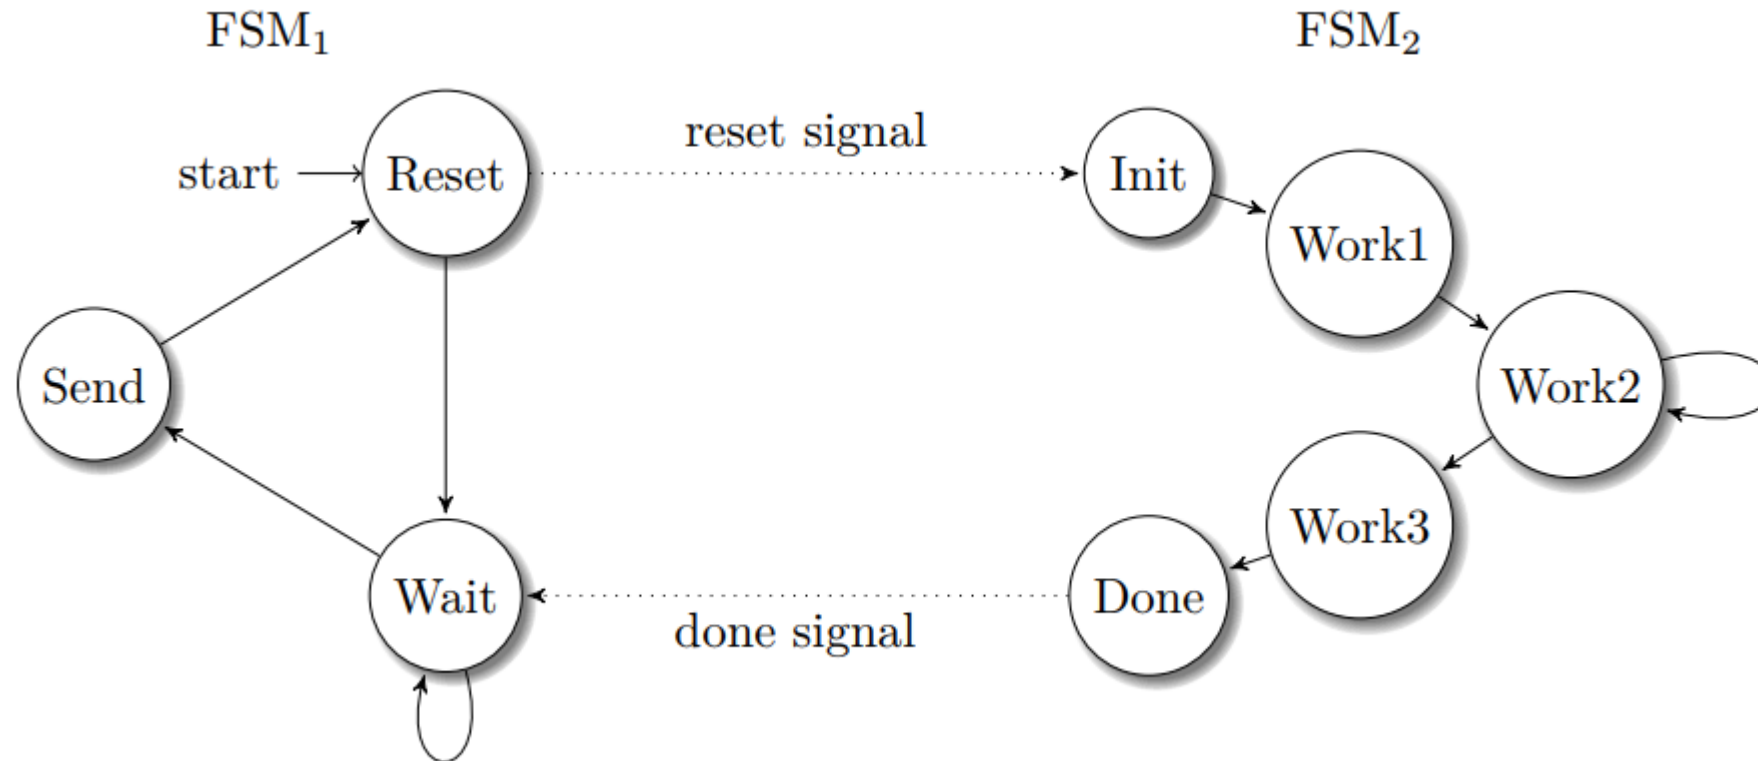 FSM₁
FSM₂
start
Reset
reset signal
Init
Work1
Send
Work2
Work3
Wait
done signal
Done